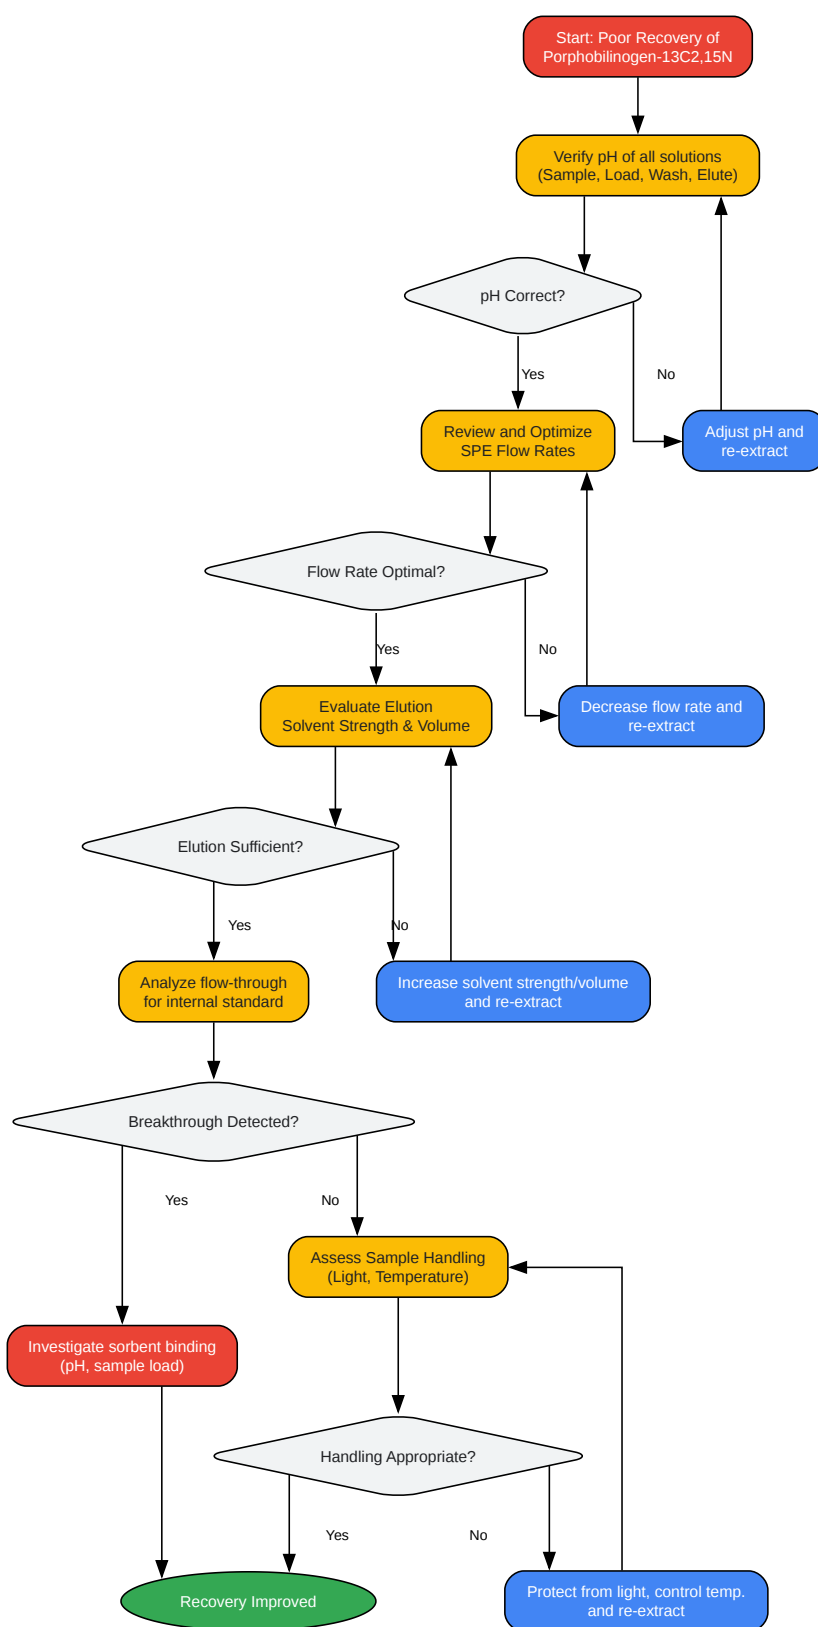 Start: Poor Recovery of
Porphobilinogen-13C2,15N
Verify pH of all solutions
(Sample, Load, Wash, Elute)
pH Correct?
Yes
No
Review and Optimize
SPE Flow Rates
Adjust pH and
re-extract
Flow Rate Optimal?
Yes
No
Evaluate Elution
Solvent Strength & Volume
Decrease flow rate and
re-extract
Elution Sufficient?
Yes
No
Analyze flow-through
for internal standard
Increase solvent strength/volume
and re-extract
Breakthrough Detected?
Yes
No
Assess Sample Handling
(Light, Temperature)
Investigate sorbent binding
(pH, sample load)
Handling Appropriate?
Yes
No
Recovery Improved
Protect from light, control temp.
and re-extract